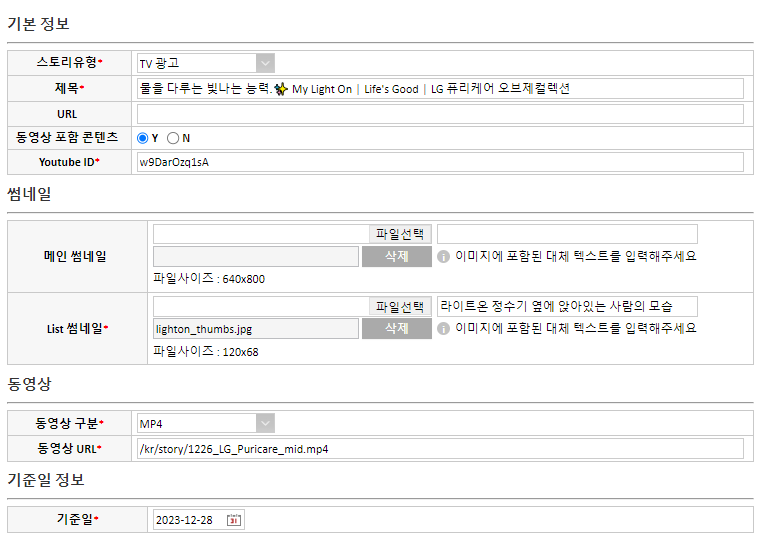 기본 정보
스토리유형* TV 광고
제목* 물을 다루는 빛나는 능력.✨ My Light On | Life's Good | LG 퓨리케어 오브제컬렉션
URL
동영상 포함 콘텐츠 Y N
Youtube ID* w9DarOzq1sA
썸네일
파일선택
메인 썸네일 삭제 이미지에 포함된 대체 텍스트를 입력해주세요
파일사이즈 : 640x800
파일선택 라이트온 정수기 옆에 앉아있는 사람의 모습
List 썸네일* lighton_thumbs.jpg 삭제 이미지에 포함된 대체 텍스트를 입력해주세요
파일사이즈 : 120x68
동영상
동영상 구분* MP4
동영상 URL* /kr/story/1226_LG_Puricare_mid.mp4
기준일 정보
기준일* 2023-12-28